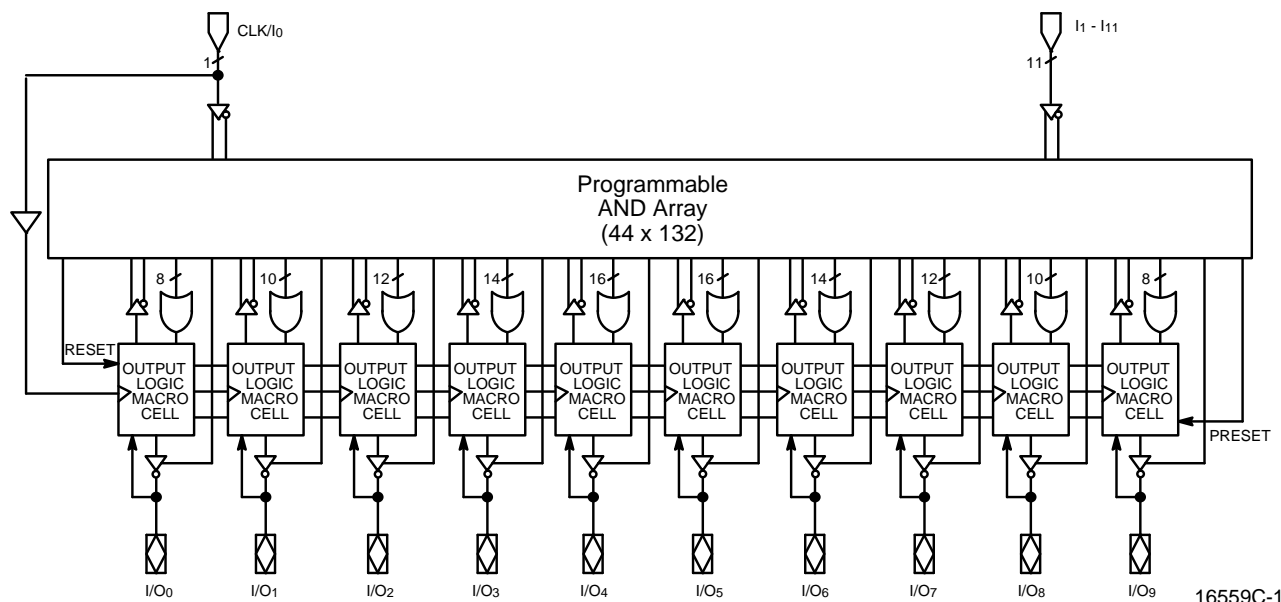 CLK/I0
I1 - I11
1
11
Programmable
AND Array
(44 x 132)
8
10
12
14
16
16
14
12
10
8
RESET
OUTPUT
LOGIC
MACRO
CELL
OUTPUT
LOGIC
MACRO
CELL
OUTPUT
LOGIC
MACRO
CELL
OUTPUT
LOGIC
MACRO
CELL
OUTPUT
LOGIC
MACRO
CELL
OUTPUT
LOGIC
MACRO
CELL
OUTPUT
LOGIC
MACRO
CELL
OUTPUT
LOGIC
MACRO
CELL
OUTPUT
LOGIC
MACRO
CELL
OUTPUT
LOGIC
MACRO
CELL
PRESET
I/O0
I/O1
I/O2
I/O3
I/O4
I/O5
I/O6
I/O7
I/O8
I/O9
16559C-1